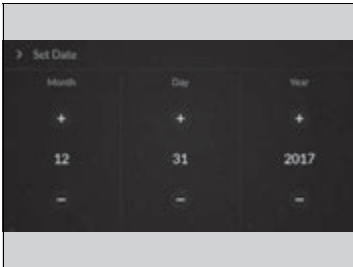 > Set Date
Month Day Year
+ + +
12 31 2017
− − −